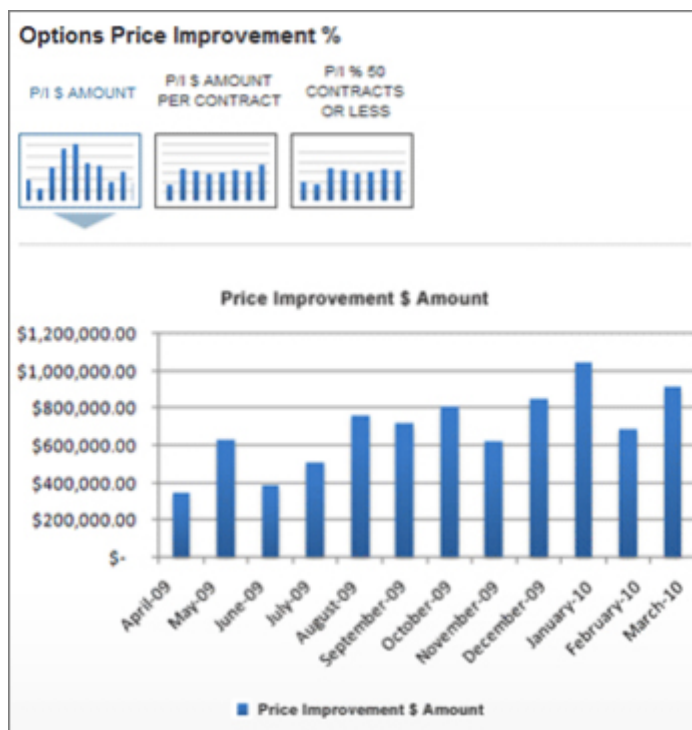 Options Price Improvement %
P/I $ AMOUNT
P/I $ AMOUNT
PER CONTRACT
P/I % 50
CONTRACTS
OR LESS
Price Improvement $ Amount
$1,200,000.00
$1,000,000.00
$800,000.00
$600,000.00
$400,000.00
$200,000.00
$-
April-09
May-09
June-09
July-09
August-09
September-09
October-09
November-09
December-09
January-10
February-10
March-10
Price Improvement $ Amount